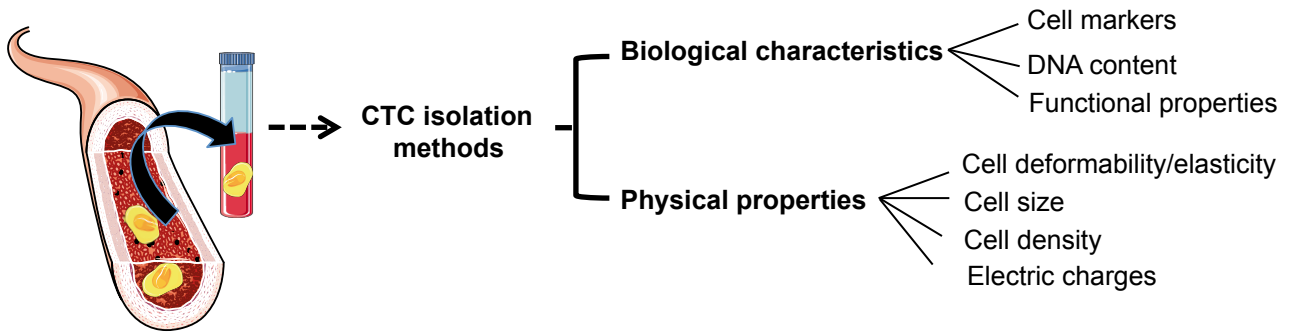 CTC isolation
methods
Biological characteristics
Cell markers
DNA content
Functional properties
Physical properties
Cell deformability/elasticity
Cell size
Cell density
Electric charges